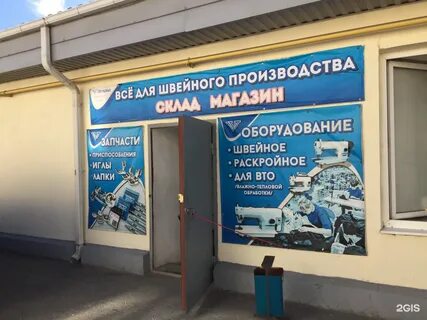 ВСЁ ДЛЯ ШВЕЙНОГО ПРОИЗВОДСТВА
СКЛАД МАГАЗИН
ЗАПЧАСТИ
• ПРИСПОСОБЛЕНИЯ
• ИГЛЫ
• ЛАПКИ
ОБОРУДОВАНИЕ
• ШВЕЙНОЕ
• РАСКРОЙНОЕ
• ДЛЯ ВТО
/ВЛАЖНО-ТЕПЛОВОЙ
ОБРАБОТКИ/
2GIS